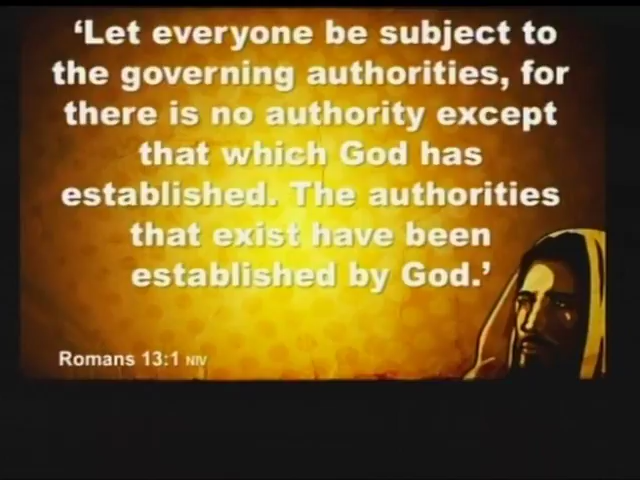 ‘Let everyone be subject to
the governing authorities, for
there is no authority except
that which God has
established. The authorities
that exist have been
established by God.’
Romans 13:1 NIV